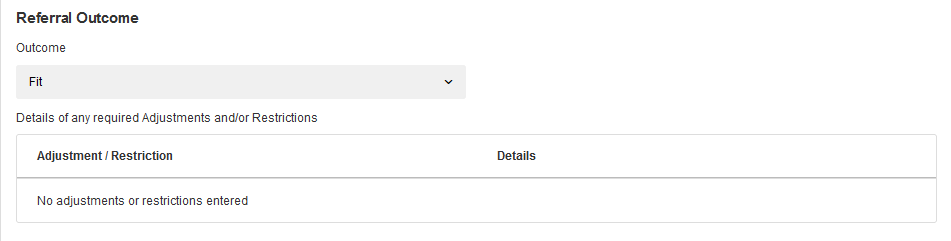 Referral Outcome
Outcome
Fit
Details of any required Adjustments and/or Restrictions
Adjustment / Restriction Details
No adjustments or restrictions entered